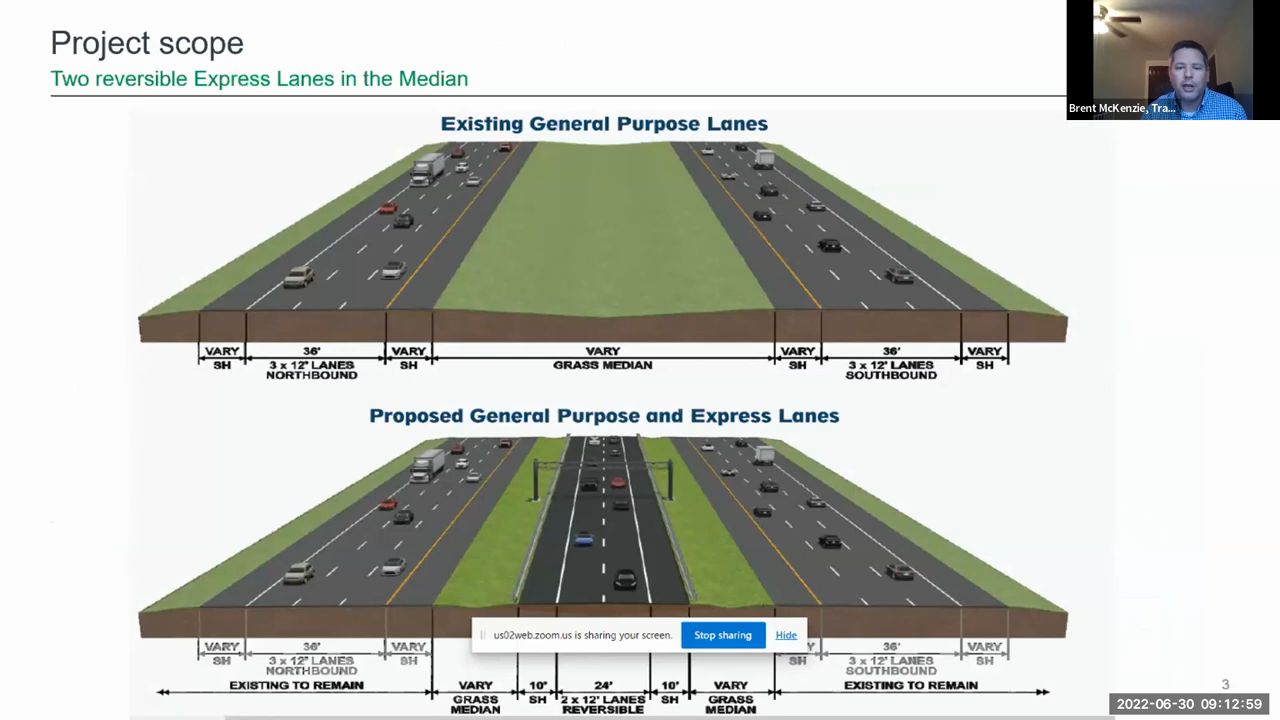 Project scope
Two reversible Express Lanes in the Median
Brent McKenzie, Tra...
Existing General Purpose Lanes
VARY 36' VARY VARY VARY 36' VARY
SH 3 x 12' LANES SH GRASS MEDIAN SH 3 x 12' LANES SH
NORTHBOUND SOUTHBOUND
Proposed General Purpose and Express Lanes
us02web.zoom.us is sharing your screen. Stop sharing Hide
VARY 36' VARY 36' VARY
SH 3 x 12' LANES SH SH 3 x 12' LANES SH
NORTHBOUND SOUTHBOUND
EXISTING TO REMAIN VARY 10' 24' 10' VARY EXISTING TO REMAIN
GRASS SH 2 x 12' LANES SH GRASS
MEDIAN REVERSIBLE MEDIAN
3
2022-06-30 09:12:59